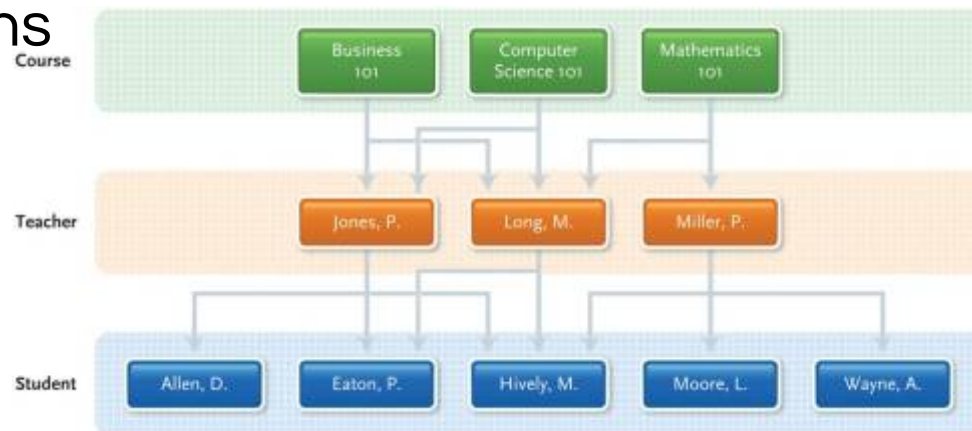 ns
Course
Business
101
Computer
Science 101
Mathematics
101
Teacher
Jones, P.
Long, M.
Miller, P.
Student
Allen, D.
Eaton, P.
Hively, M.
Moore, L.
Wayne, A.